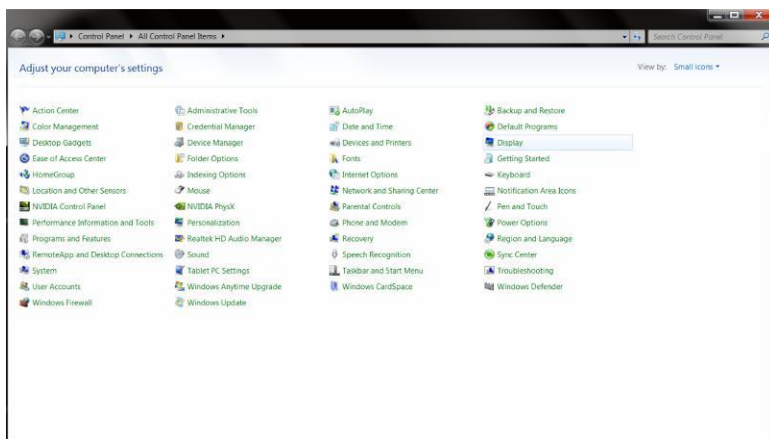 Control Panel All Control Panel Items
Search Control Panel
Adjust your computer's settings
View by: Small icons
Action Center Administrative Tools AutoPlay Backup and Restore
Color Management Credential Manager Date and Time Default Programs
Desktop Gadgets Device Manager Devices and Printers Display
Ease of Access Center Folder Options Fonts Getting Started
HomeGroup Indexing Options Internet Options Keyboard
Location and Other Sensors Mouse Network and Sharing Center Notification Area Icons
NVIDIA Control Panel NVIDIA PhysX Parental Controls Pen and Touch
Performance Information and Tools Personalization Phone and Modem Power Options
Programs and Features Realtek HD Audio Manager Recovery Region and Language
RemoteApp and Desktop Connections Sound Speech Recognition Sync Center
System Tablet PC Settings Taskbar and Start Menu Troubleshooting
User Accounts Windows Anytime Upgrade Windows CardSpace Windows Defender
Windows Firewall Windows Update